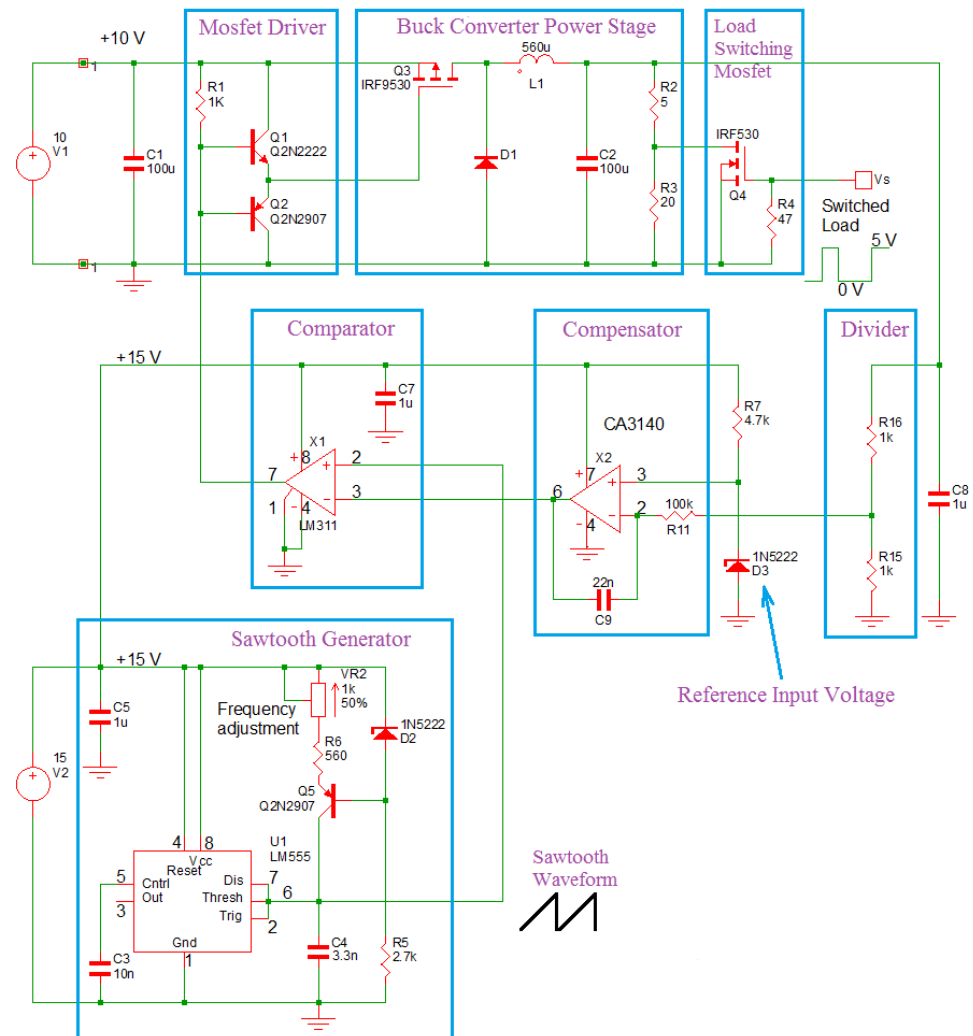 Mosfet Driver
Buck Converter Power Stage
Load
Switching
Mosfet
+10 V
1
R1
1K
Q1
Q2N2222
Q2
Q2N2907
10
V1
C1
100u
1
Q3
IRF9530
560u
L1
D1
C2
100u
R2
5
R3
20
IRF530
Q4
R4
47
Vs
Switched
Load
5 V
0 V
Comparator
Compensator
Divider
+15 V
C7
1u
X1
+
8
7
+
2
-
3
1
-
4
LM311
CA3140
X2
+
7
6
+
3
-
2
-
4
100k
R11
22n
C9
R7
4.7k
1N5222
D3
R16
1k
R15
1k
C8
1u
Reference Input Voltage
Sawtooth Generator
+15 V
C5
1u
15
V2
Frequency
adjustment
VR2
1k
50%
R6
560
1N5222
D2
Q5
Q2N2907
U1
LM555
4
8
Vcc
Reset
5
Cntrl
Dis
7
Out
Thresh
6
3
Trig
2
Gnd
1
C3
10n
C4
3.3n
R5
2.7k
Sawtooth
Waveform